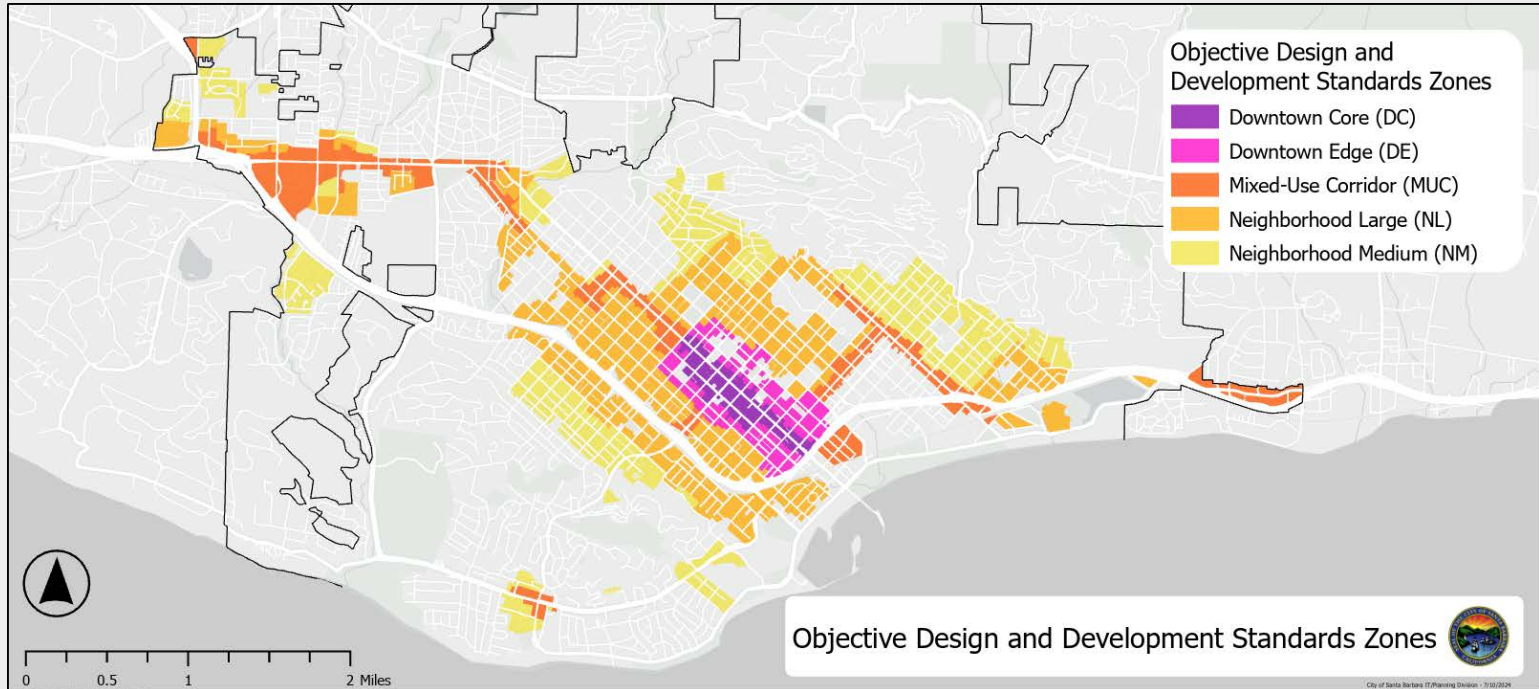 Objective Design and
Development Standards Zones
Downtown Core (DC)
Downtown Edge (DE)
Mixed-Use Corridor (MUC)
Neighborhood Large (NL)
Neighborhood Medium (NM)
0 0.5 1 2 Miles
Objective Design and Development Standards Zones
City of Santa Barbara IT/Planning Division - 7/10/2024